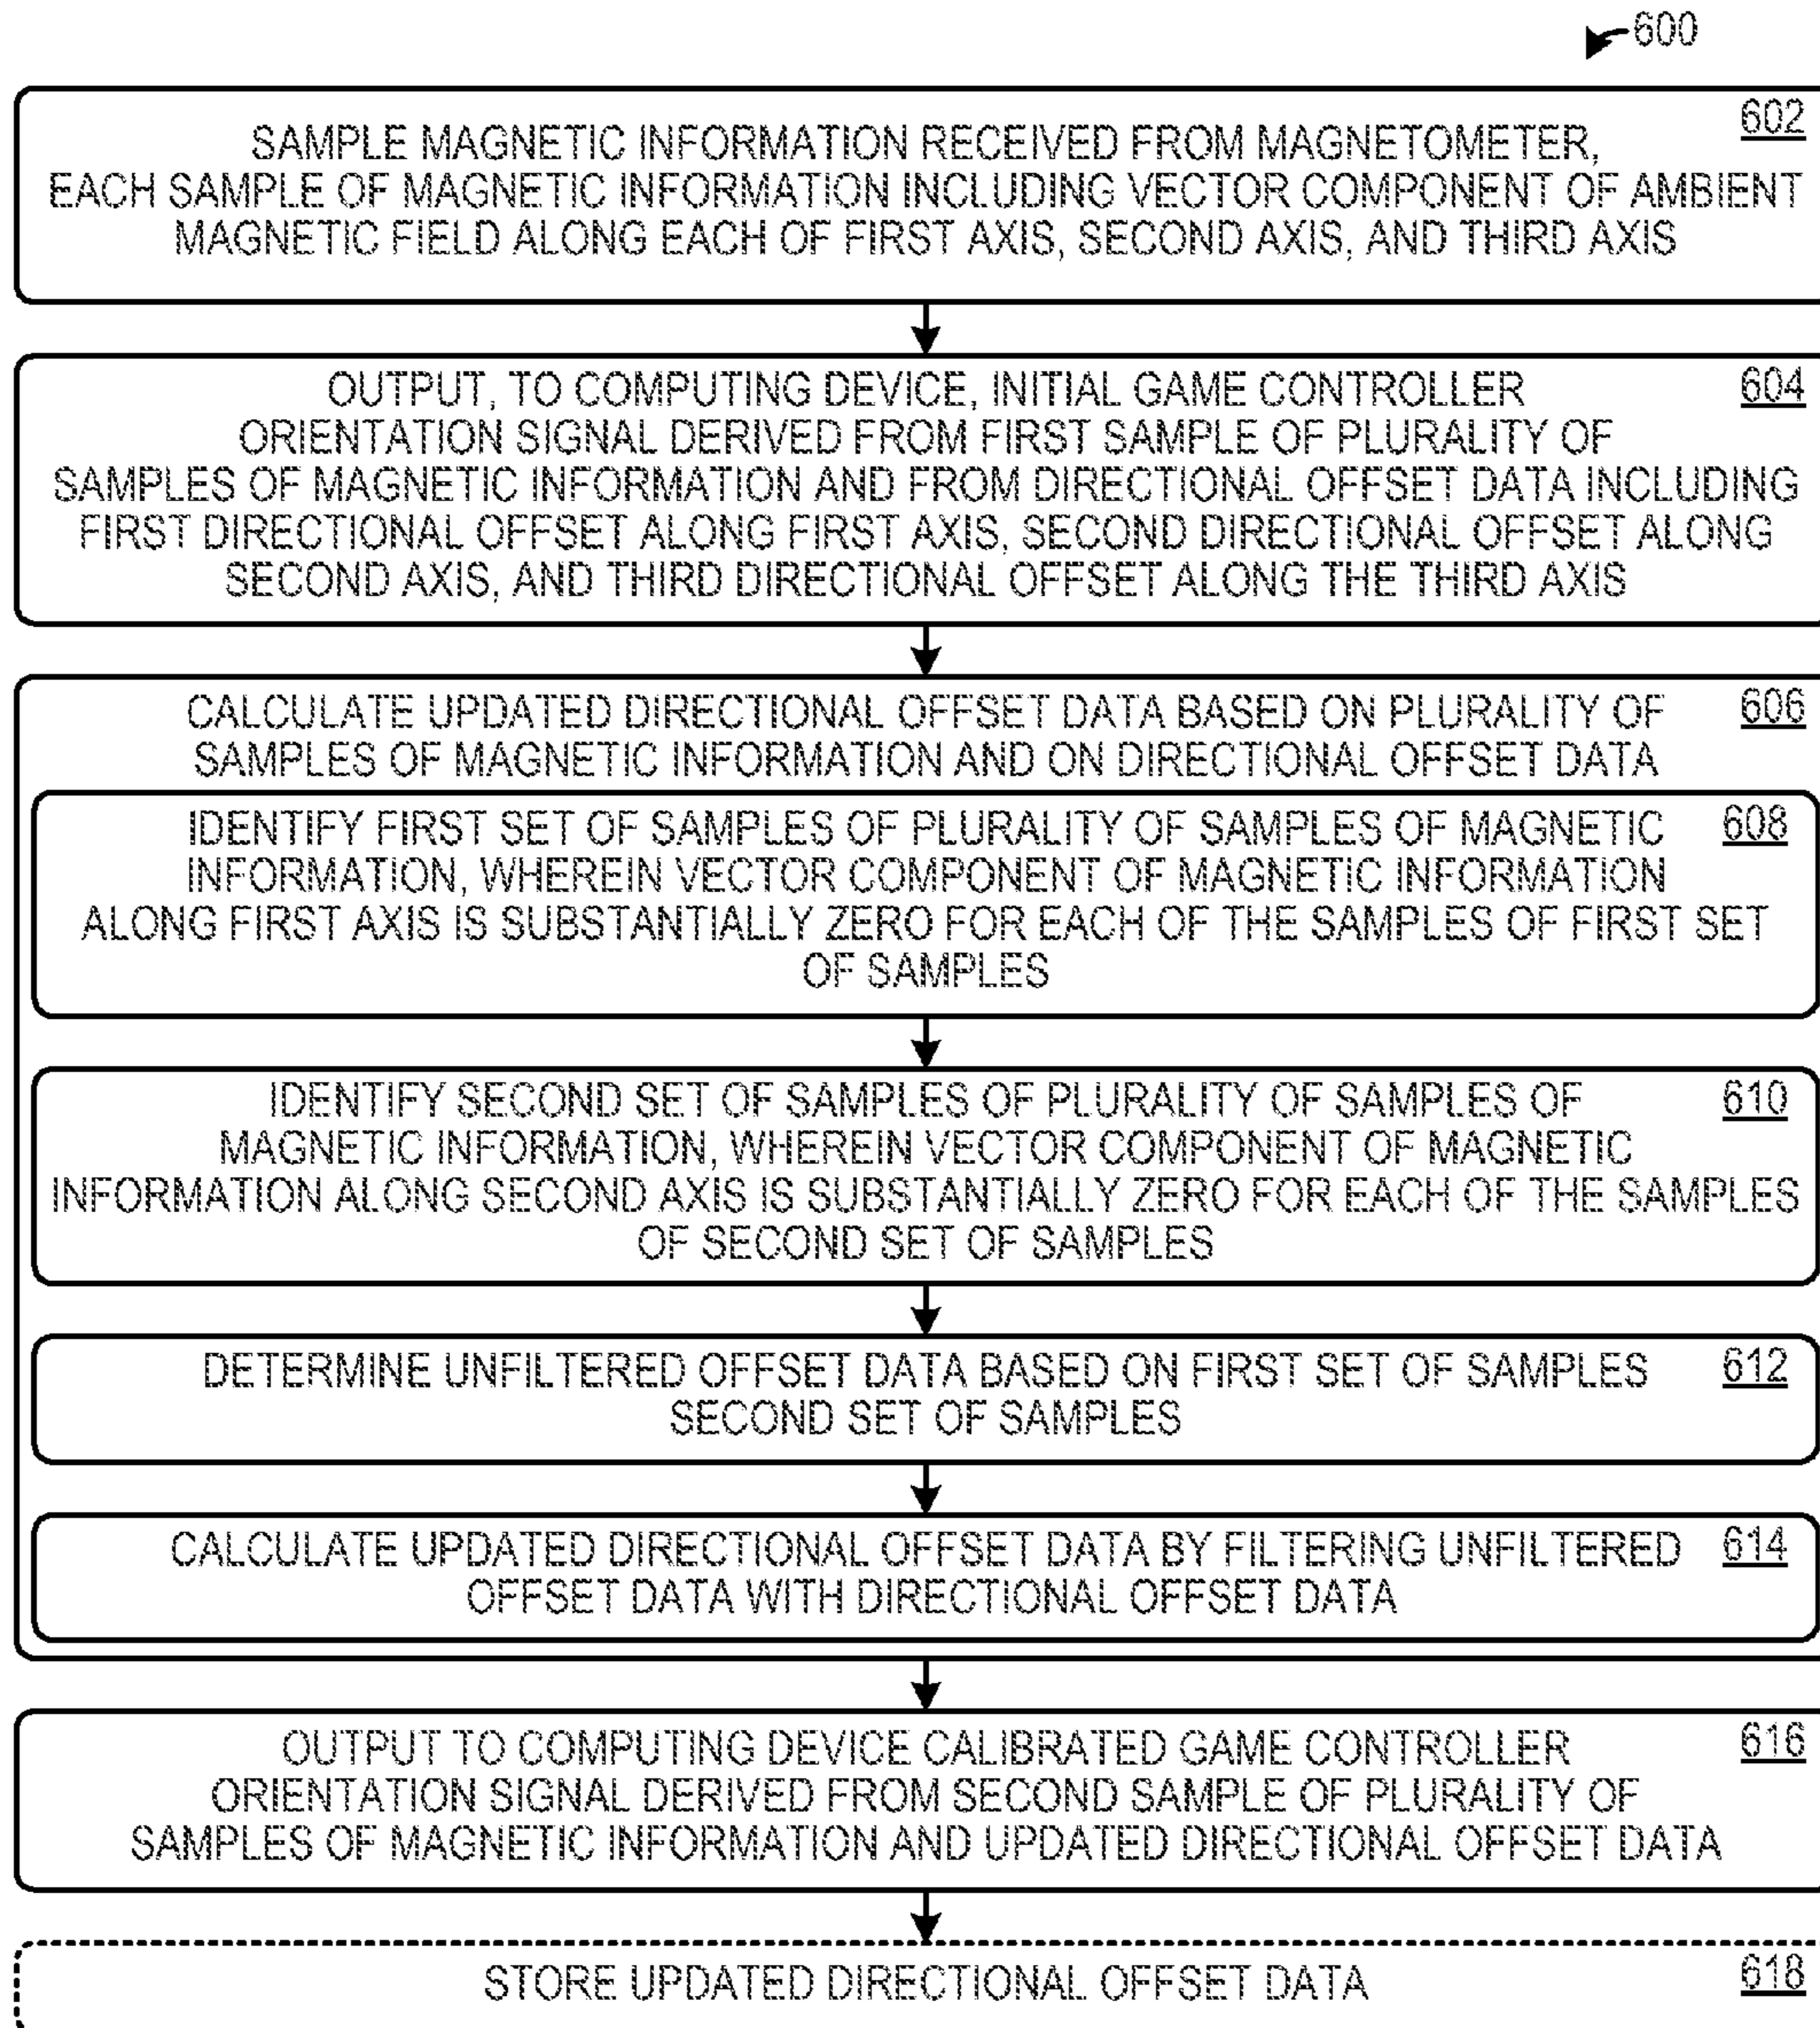 600
602
SAMPLE MAGNETIC INFORMATION RECEIVED FROM MAGNETOMETER,
EACH SAMPLE OF MAGNETIC INFORMATION INCLUDING VECTOR COMPONENT OF AMBIENT
MAGNETIC FIELD ALONG EACH OF FIRST AXIS, SECOND AXIS, AND THIRD AXIS
OUTPUT, TO COMPUTING DEVICE, INITIAL GAME CONTROLLER 604
ORIENTATION SIGNAL DERIVED FROM FIRST SAMPLE OF PLURALITY OF
SAMPLES OF MAGNETIC INFORMATION AND FROM DIRECTIONAL OFFSET DATA INCLUDING
FIRST DIRECTIONAL OFFSET ALONG FIRST AXIS, SECOND DIRECTIONAL OFFSET ALONG
SECOND AXIS, AND THIRD DIRECTIONAL OFFSET ALONG THE THIRD AXIS
CALCULATE UPDATED DIRECTIONAL OFFSET DATA BASED ON PLURALITY OF 606
SAMPLES OF MAGNETIC INFORMATION AND ON DIRECTIONAL OFFSET DATA
IDENTIFY FIRST SET OF SAMPLES OF PLURALITY OF SAMPLES OF MAGNETIC 608
INFORMATION, WHEREIN VECTOR COMPONENT OF MAGNETIC INFORMATION
ALONG FIRST AXIS IS SUBSTANTIALLY ZERO FOR EACH OF THE SAMPLES OF FIRST SET
OF SAMPLES
IDENTIFY SECOND SET OF SAMPLES OF PLURALITY OF SAMPLES OF 610
MAGNETIC INFORMATION, WHEREIN VECTOR COMPONENT OF MAGNETIC
INFORMATION ALONG SECOND AXIS IS SUBSTANTIALLY ZERO FOR EACH OF THE SAMPLES
OF SECOND SET OF SAMPLES
DETERMINE UNFILTERED OFFSET DATA BASED ON FIRST SET OF SAMPLES 612
SECOND SET OF SAMPLES
CALCULATE UPDATED DIRECTIONAL OFFSET DATA BY FILTERING UNFILTERED 614
OFFSET DATA WITH DIRECTIONAL OFFSET DATA
OUTPUT TO COMPUTING DEVICE CALIBRATED GAME CONTROLLER 616
ORIENTATION SIGNAL DERIVED FROM SECOND SAMPLE OF PLURALITY OF
SAMPLES OF MAGNETIC INFORMATION AND UPDATED DIRECTIONAL OFFSET DATA
STORE UPDATED DIRECTIONAL OFFSET DATA 618